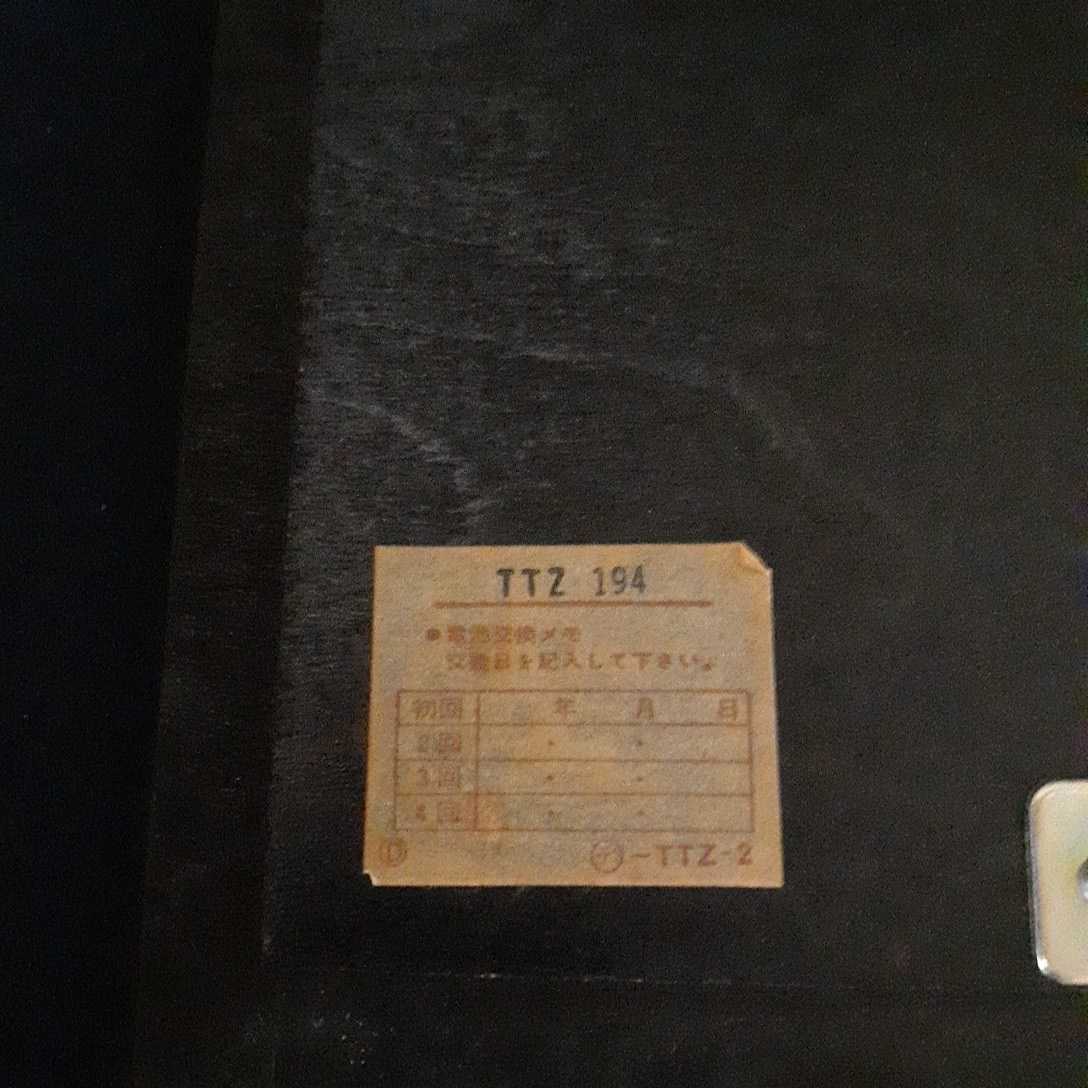 TTZ 194
●電池交換メモ
交換日を記入して下さい。
初回 年 月 日
2回 ・ ・
3回 ・ ・
4回 ・ ・
Ⓓ －TTZ-2